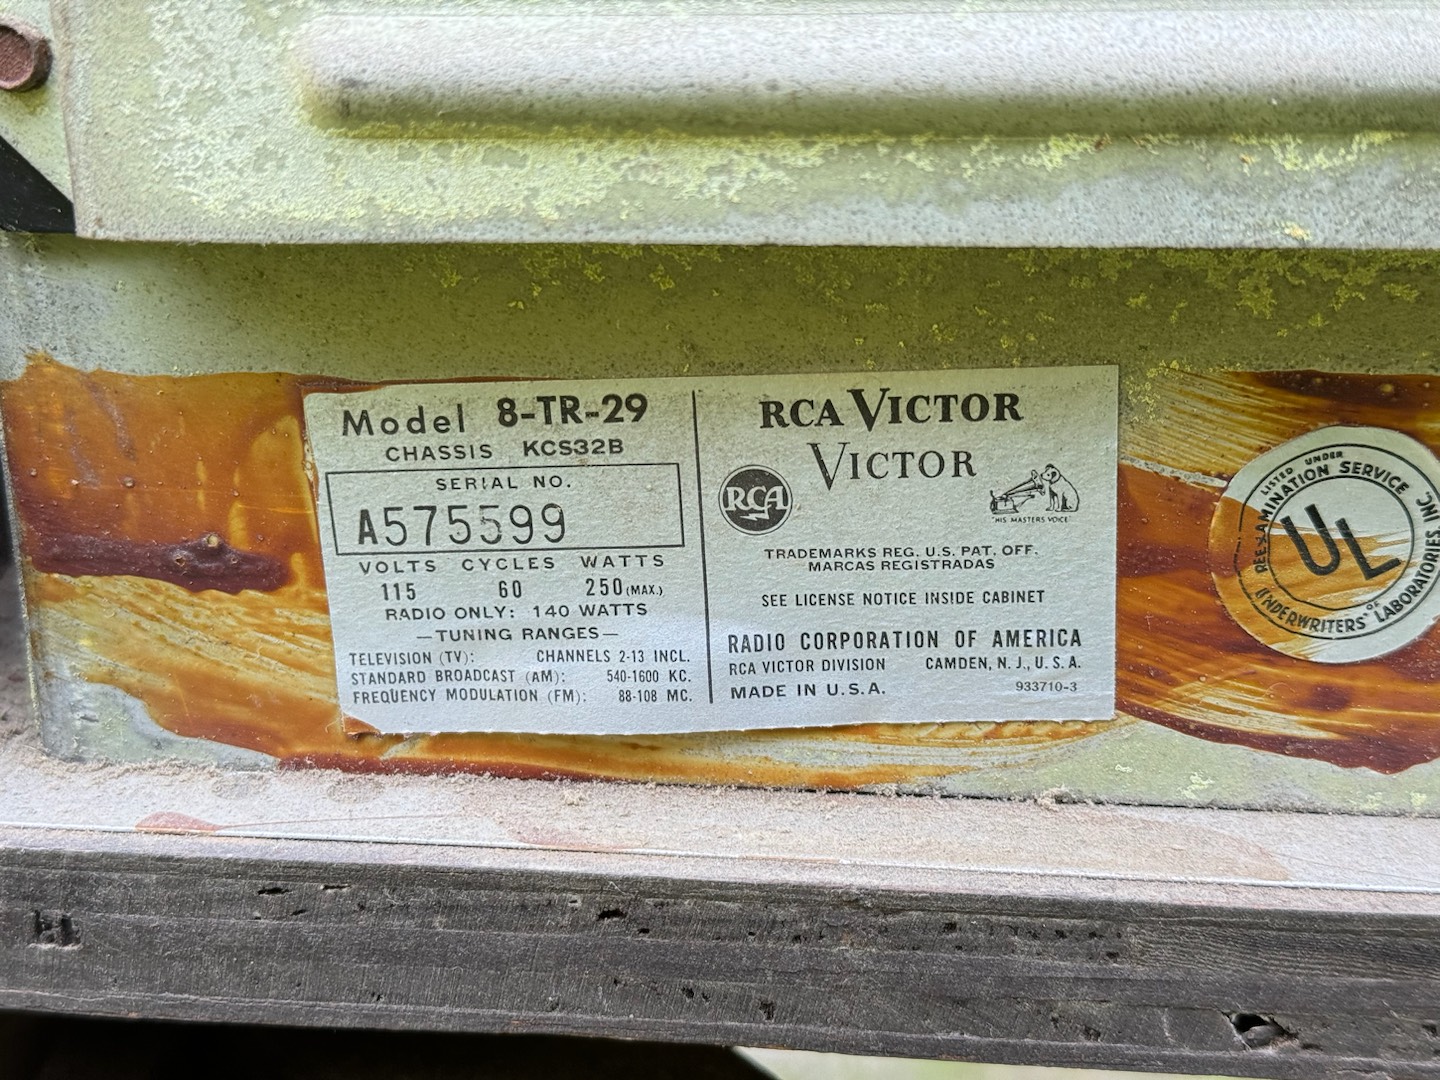 Model 8-TR-29
CHASSIS KCS32B
SERIAL NO.
A575599
VOLTS CYCLES WATTS
115 60 250 (MAX.)
RADIO ONLY: 140 WATTS
—TUNING RANGES—
TELEVISION (TV): CHANNELS 2-13 INCL.
STANDARD BROADCAST (AM): 540-1600 KC.
FREQUENCY MODULATION (FM): 88-108 MC.
RCA VICTOR
VICTOR
RCA
"HIS MASTERS VOICE"
TRADEMARKS REG. U.S. PAT. OFF.
MARCAS REGISTRADAS
SEE LICENSE NOTICE INSIDE CABINET
RADIO CORPORATION OF AMERICA
RCA VICTOR DIVISION CAMDEN, N. J., U. S. A.
MADE IN U.S.A.
933710-3
LISTED UNDER
REEXAMINATION SERVICE
UL
OF
UNDERWRITERS' LABORATORIES, INC.